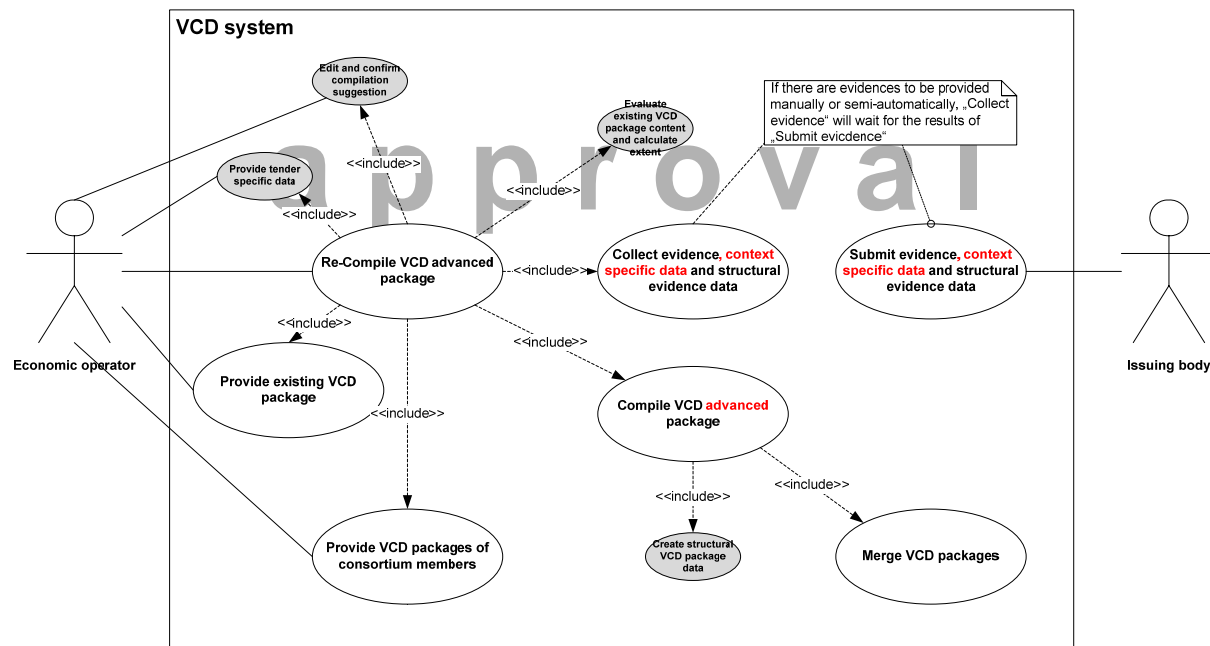 VCD system
Edit and confirm
compilation
suggestion
Evaluate
existing VCD
package content
and calculate
extent
If there are evidences to be provided
manually or semi-automatically, „Collect
evidence“ will wait for the results of
„Submit evicdence“
approval
<<include>>
Provide tender
specific data
<<include>>
<<include>>
Re-Compile VCD advanced
package
<<include>>
Collect evidence, context
specific data and structural
evidence data
Submit evidence, context
specific data and structural
evidence data
Economic operator
Issuing body
<<include>>
<<include>>
Provide existing VCD
package
<<include>>
Compile VCD advanced
package
<<include>>
<<include>>
Provide VCD packages of
consortium members
Create structural
VCD package
data
Merge VCD packages